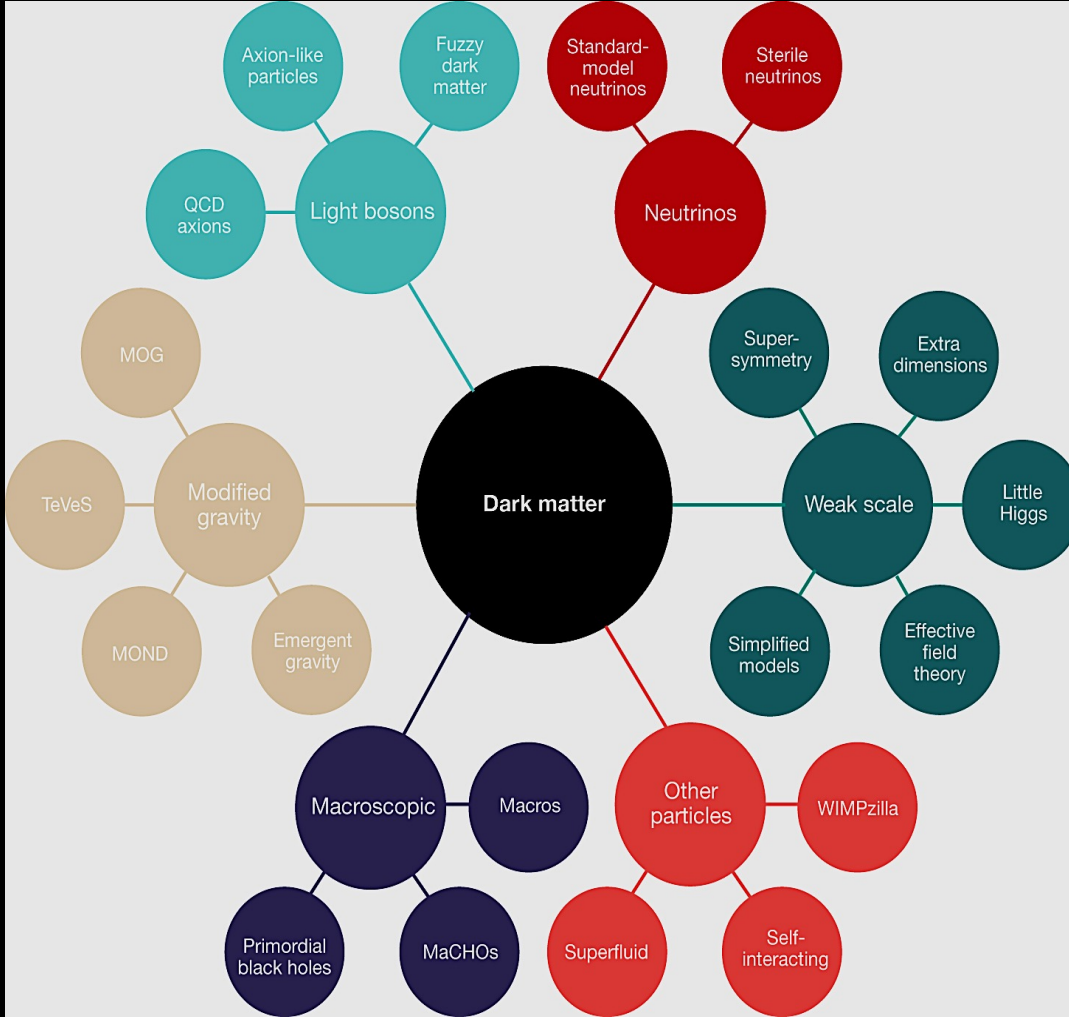 Axion-like
particles
Fuzzy
dark
matter
QCD
axions
Light bosons
Standard-
model
neutrinos
Sterile
neutrinos
Neutrinos
MOG
TeVeS
Modified
gravity
MOND
Emergent
gravity
Dark matter
Super-
symmetry
Extra
dimensions
Weak scale
Little
Higgs
Simplified
models
Effective
field
theory
Macroscopic
Macros
Primordial
black holes
MaCHOs
Other
particles
WIMPzilla
Superfluid
Self-
interacting